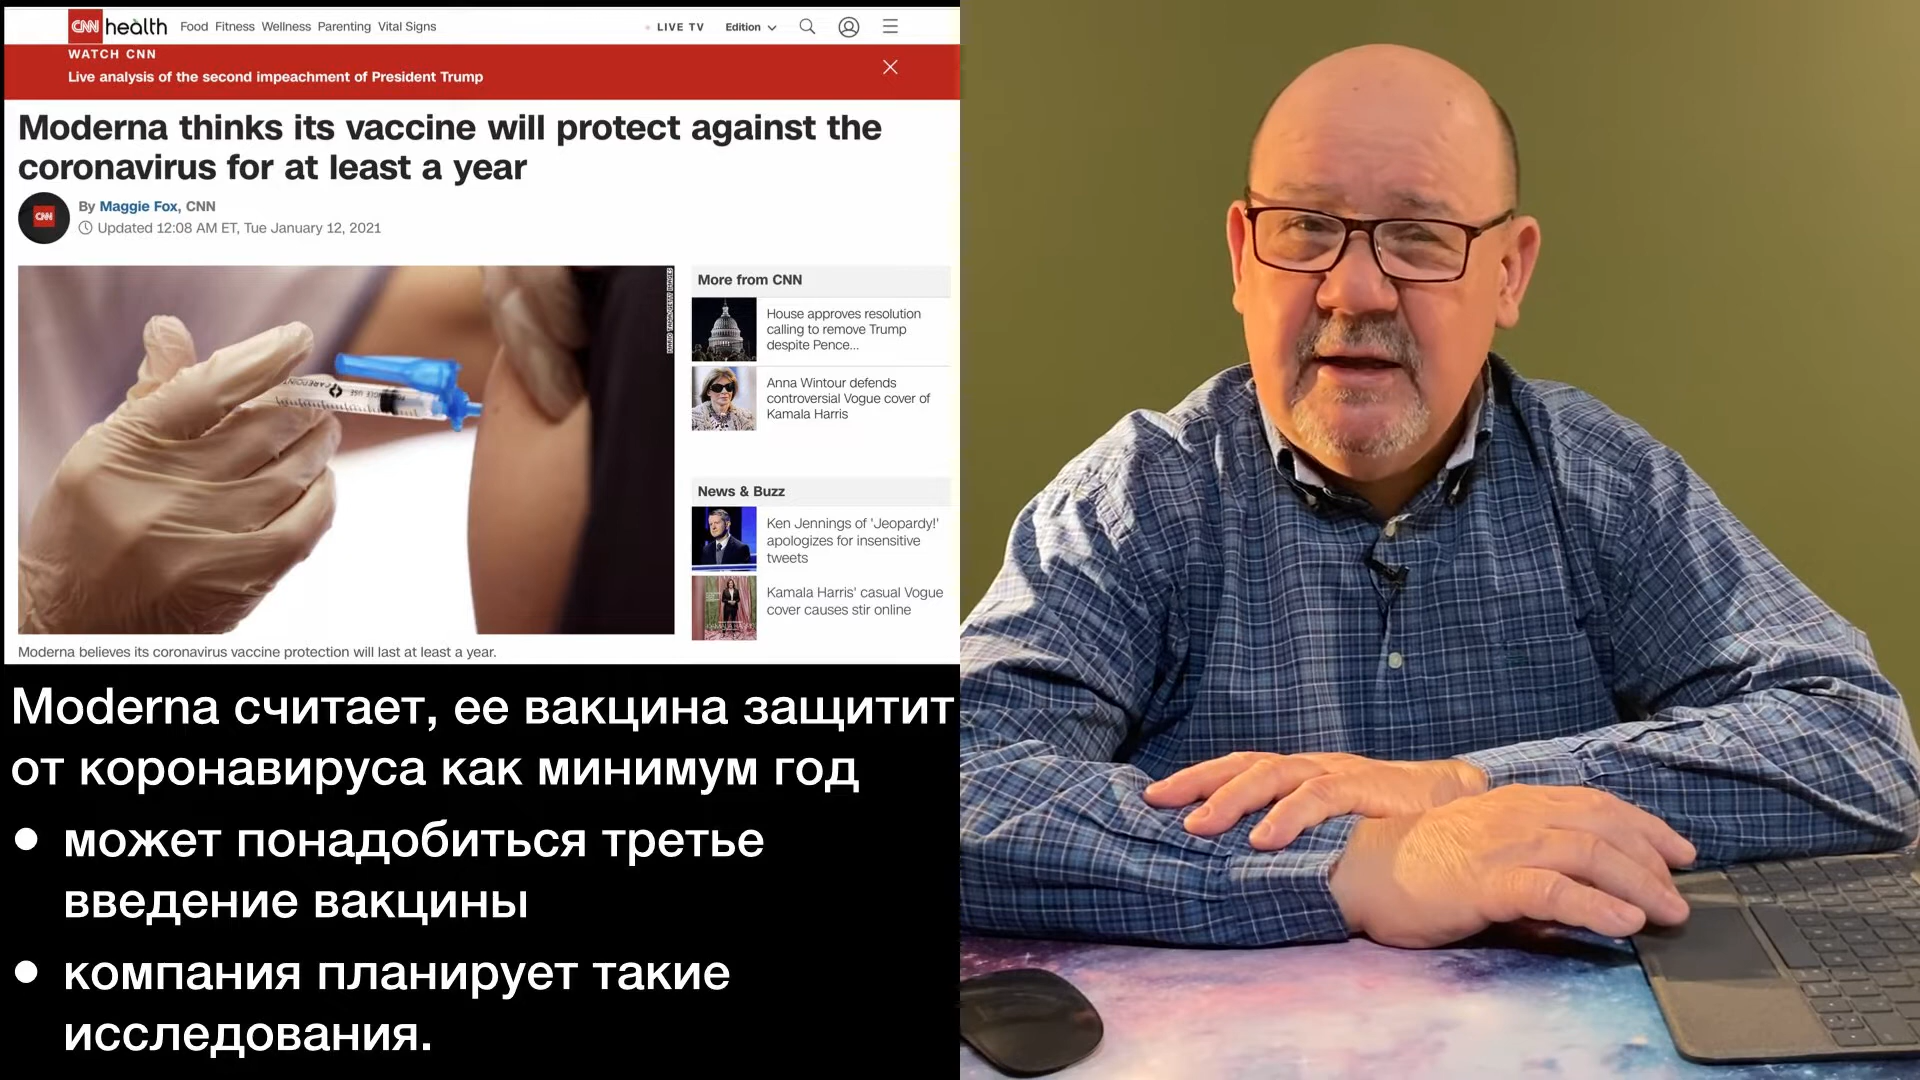 CNN health Food Fitness Wellness Parenting Vital Signs LIVE TV Edition
WATCH CNN
Live analysis of the second impeachment of President Trump
Moderna thinks its vaccine will protect against the
coronavirus for at least a year
CNN
By Maggie Fox, CNN
Updated 12:08 AM ET, Tue January 12, 2021
More from CNN
House approves resolution
calling to remove Trump
despite Pence...
Anna Wintour defends
controversial Vogue cover of
Kamala Harris
News & Buzz
Ken Jennings of 'Jeopardy!'
apologizes for insensitive
tweets
Kamala Harris' casual Vogue
cover causes stir online
Moderna believes its coronavirus vaccine protection will last at least a year.
Moderna считает, ее вакцина защитит
от коронавируса как минимум год
• может понадобиться третье
введение вакцины
• компания планирует такие
исследования.